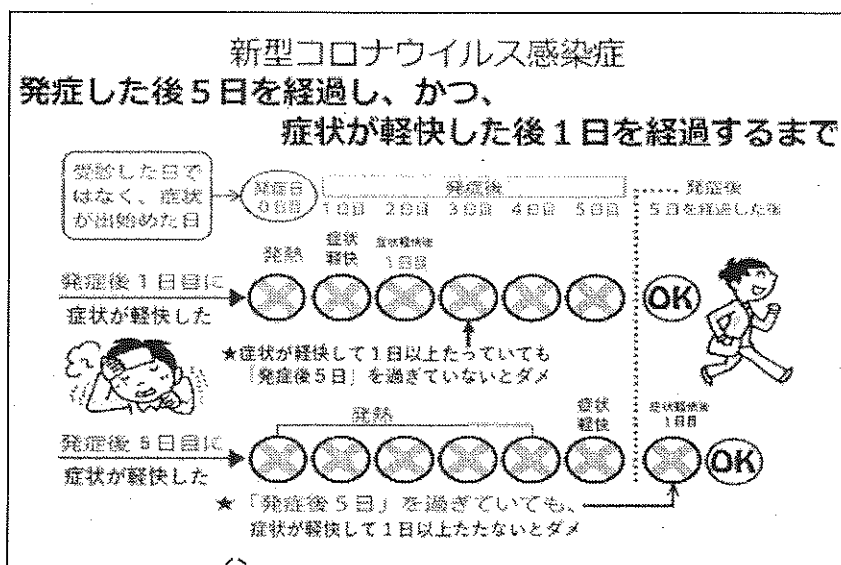 新型コロナウイルス感染症
発症した後5日を経過し、かつ、
症状が軽快した後1日を経過するまで
受診した日で
はなく、症状
が出始めた日
発症日
0日目
発症後
1日目 2日目 3日目 4日目 5日目
発症後
5日を経過した後
発熱
症状
軽快
症状軽快後
1日目
発症後1日目に
症状が軽快した
OK
★症状が軽快して1日以上たっていても
「発症後5日」を過ぎていないとダメ
発熱
症状
軽快
症状軽快後
1日目
発症後5日目に
症状が軽快した
OK
★「発症後5日」を過ぎていても、
症状が軽快して1日以上たたないとダメ